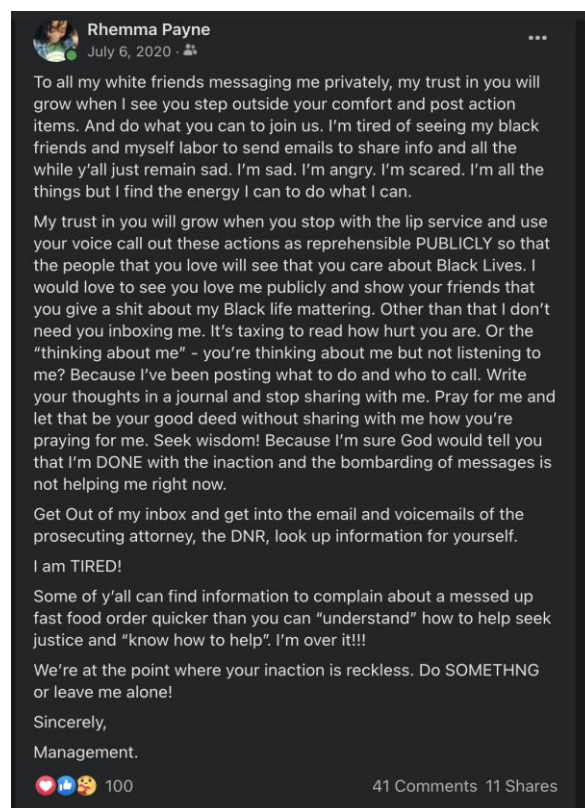 Rhemma Payne
July 6, 2020 ·
To all my white friends messaging me privately, my trust in you will
grow when I see you step outside your comfort and post action
items. And do what you can to join us. I'm tired of seeing my black
friends and myself labor to send emails to share info and all the
while y'all just remain sad. I'm sad. I'm angry. I'm scared. I'm all the
things but I find the energy I can to do what I can.
My trust in you will grow when you stop with the lip service and use
your voice call out these actions as reprehensible PUBLICLY so that
the people that you love will see that you care about Black Lives. I
would love to see you love me publicly and show your friends that
you give a shit about my Black life mattering. Other than that I don't
need you inboxing me. It's taxing to read how hurt you are. Or the
“thinking about me” - you're thinking about me but not listening to
me? Because I've been posting what to do and who to call. Write
your thoughts in a journal and stop sharing with me. Pray for me and
let that be your good deed without sharing with me how you're
praying for me. Seek wisdom! Because I'm sure God would tell you
that I'm DONE with the inaction and the bombarding of messages is
not helping me right now.
Get Out of my inbox and get into the email and voicemails of the
prosecuting attorney, the DNR, look up information for yourself.
I am TIRED!
Some of y'all can find information to complain about a messed up
fast food order quicker than you can “understand” how to help seek
justice and “know how to help”. I'm over it!!!
We're at the point where your inaction is reckless. Do SOMETHNG
or leave me alone!
Sincerely,
Management.
100 41 Comments 11 Shares